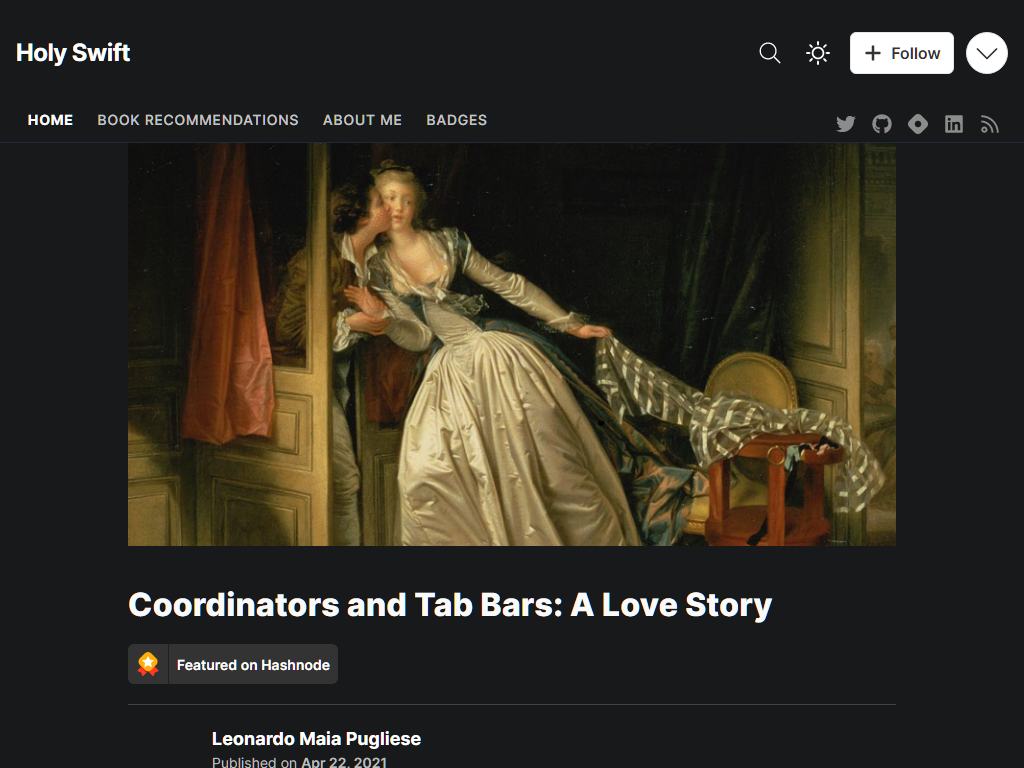 Holy Swift
Follow
HOME BOOK RECOMMENDATIONS ABOUT ME BADGES
Coordinators and Tab Bars: A Love Story
Featured on Hashnode
Leonardo Maia Pugliese
Published on Apr 22, 2021